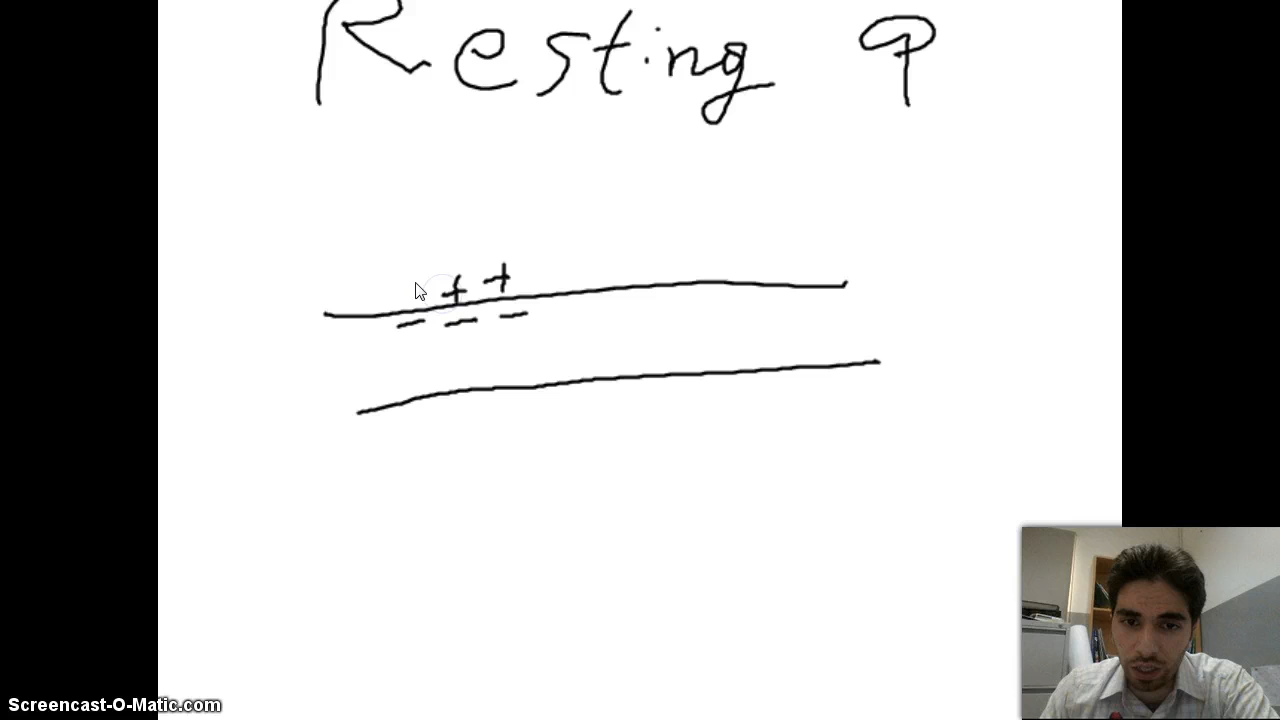 Resting φ
+ +
− − −
Screencast-O-Matic.com